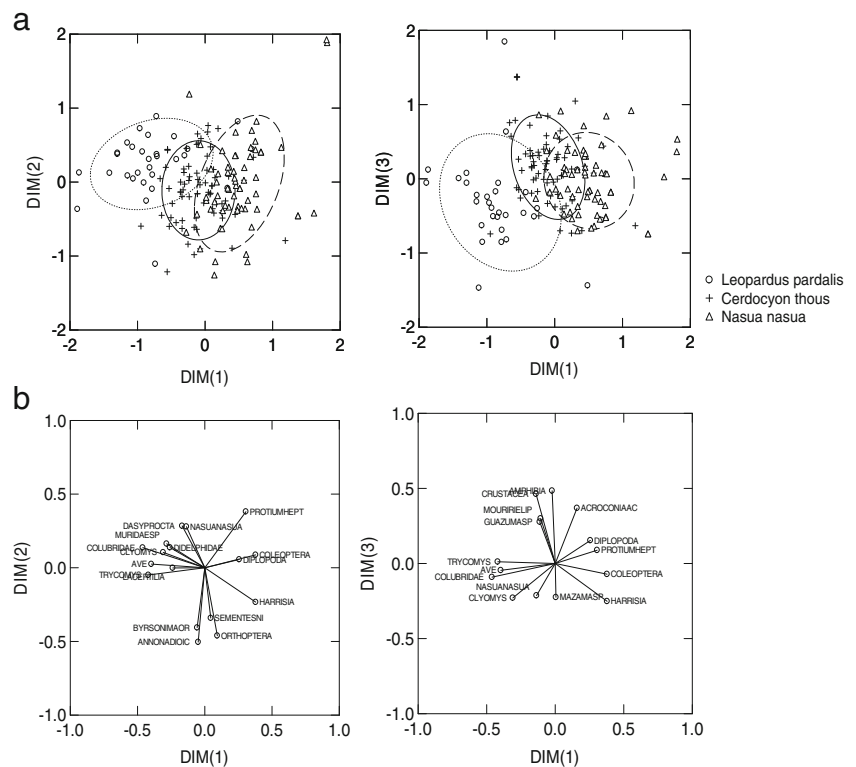 a
2
1
0
-1
-2
DIM(2)
-2 -1 0 1 2
DIM(1)
2
1
0
-1
-2
DIM(3)
-2 -1 0 1 2
DIM(1)
Leopardus pardalis
Cerdocyon thous
Nasua nasua
b
1.0
0.5
0.0
-0.5
-1.0
DIM(2)
PROTIUMHEPT
DASYPROCTA
NASUANASUA
MURIDAESP
COLUBRIDAE
DIDELPHIDAE
CLYOMYS
COLEOPTERA
DIPLOPODA
AVE
TRYCOMYS
LACERTILIA
HARRISIA
SEMENTESNI
BYRSONIMAOR
ORTHOPTERA
ANNONADIOIC
-1.0 -0.5 0.0 0.5 1.0
DIM(1)
1.0
0.5
0.0
-0.5
-1.0
DIM(3)
AMPHIBIA
CRUSTACEA
MOURIRIELIP
ACROCONIAAC
GUAZUMASP
DIPLOPODA
PROTIUMHEPT
TRYCOMYS
AVE
COLUBRIDAE
COLEOPTERA
NASUANASUA
CLYOMYS
MAZAMASP
HARRISIA
-1.0 -0.5 0.0 0.5 1.0
DIM(1)